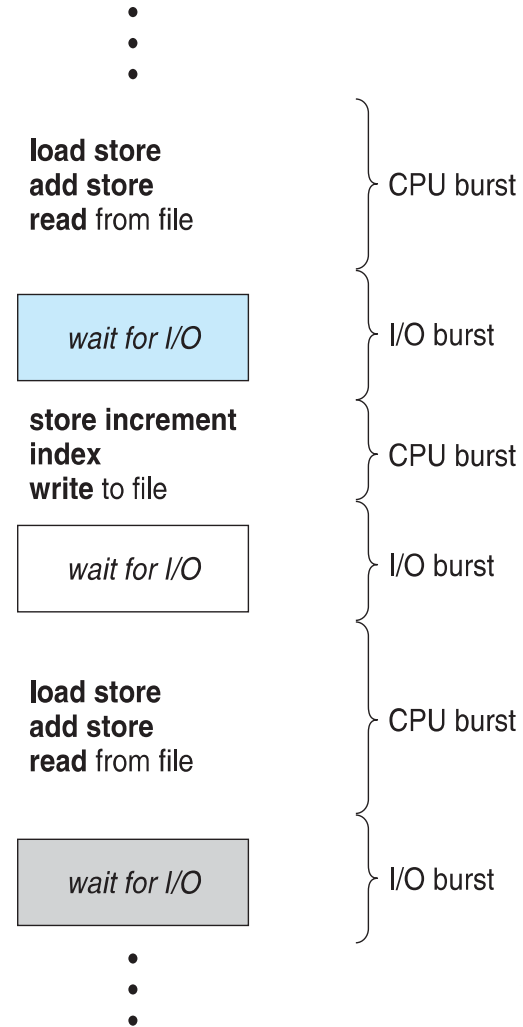 load store
add store
read from file
CPU burst
wait for I/O
I/O burst
store increment
index
write to file
CPU burst
wait for I/O
I/O burst
load store
add store
read from file
CPU burst
wait for I/O
I/O burst